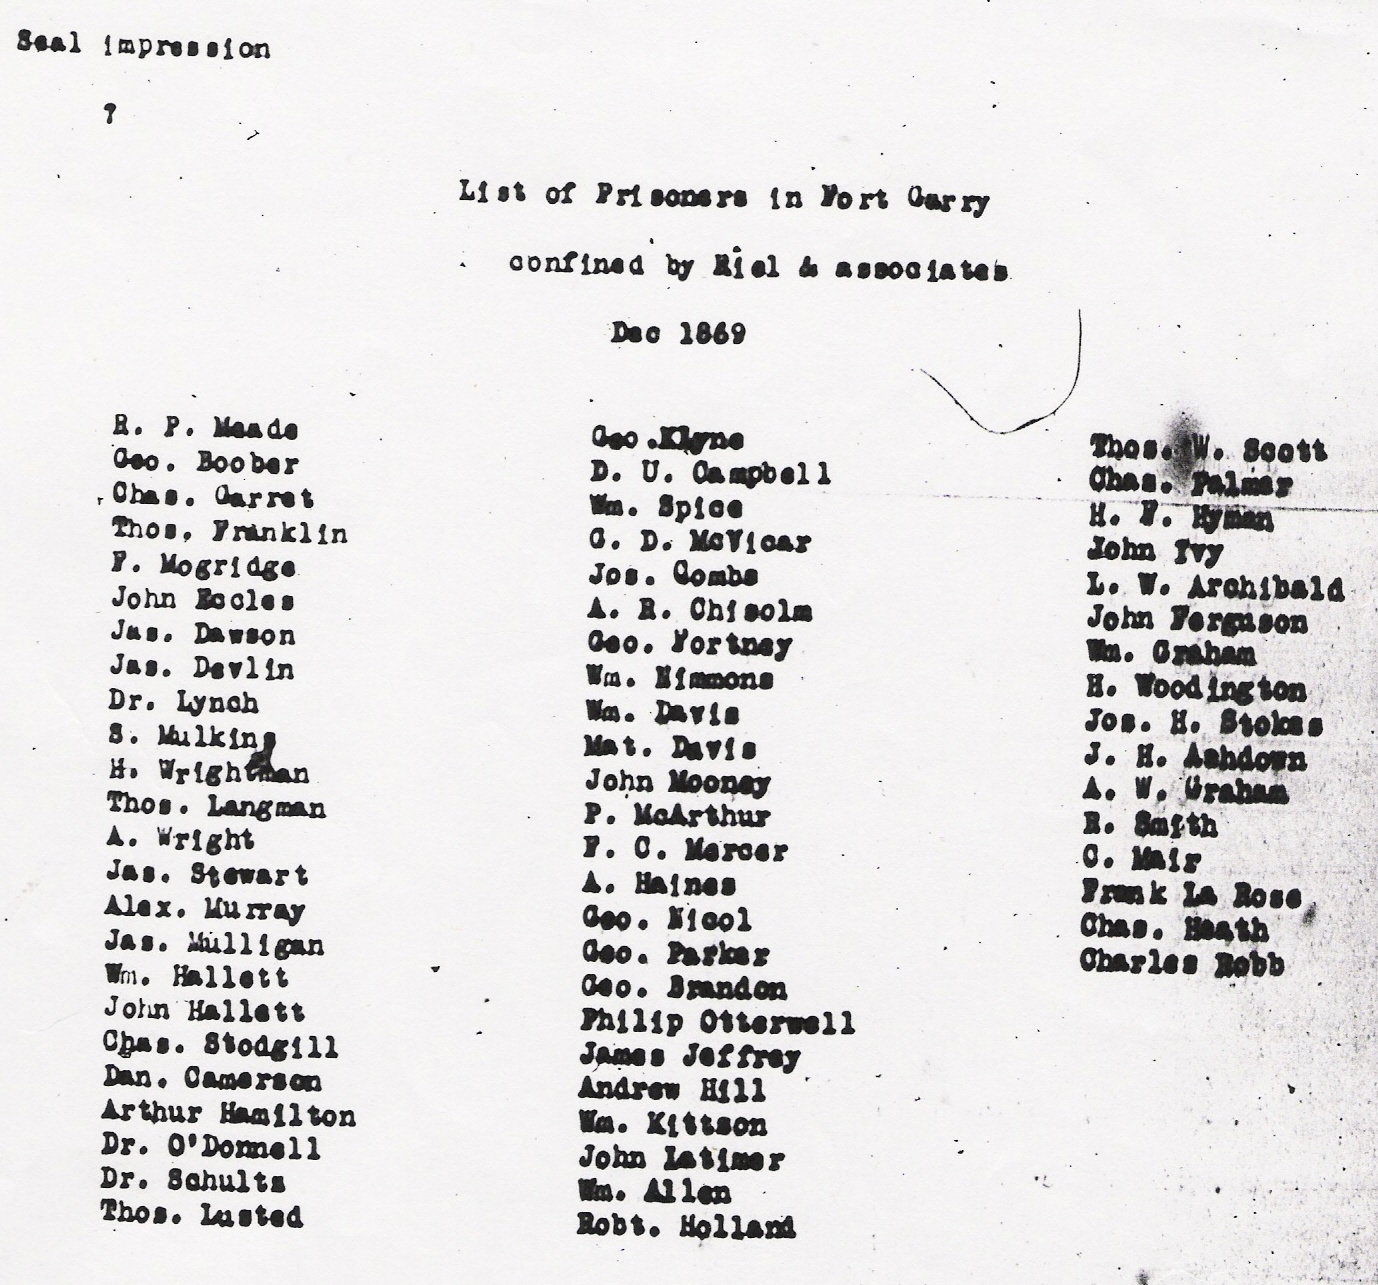 Seal impression
?
List of Prisoners in Fort Garry
confined by Riel & associates
Dec 1869
R. P. Meade
Geo. Boober
Chas. Garret
Thos. Franklin
F. Mogridge
John Eccles
Jas. Dawson
Jas. Devlin
Dr. Lynch
S. Mulkins
H. Wrightman
Thos. Langman
A. Wright
Jas. Stewart
Alex. Murray
Jas. Mulligan
Wm. Hallett
John Hallett
Chas. Stodgill
Dan. Camerson
Arthur Hamilton
Dr. O'Donnell
Dr. Schultz
Thos. Lusted
Geo. Klyne
D. U. Campbell
Wm. Spice
G. D. McVicar
Jos. Combs
A. R. Chisolm
Geo. Fortney
Wm. Nimmons
Wm. Davis
Mat. Davis
John Mooney
P. McArthur
F. C. Mercer
A. Haines
Geo. Nicol
Geo. Parker
Geo. Brandon
Philip Otterwell
James Jeffrey
Andrew Hill
Wm. Kittson
John Latimer
Wm. Allen
Robt. Holland
Thos. W. Scott
Chas. Palmer
H. F. Hyman
John Ivy
L. W. Archibald
John Ferguson
Wm. Graham
H. Woodington
Jos. H. Stokes
J. H. Ashdown
A. W. Graham
R. Smith
C. Mair
Frank La Rose
Chas. Heath
Charles Robb